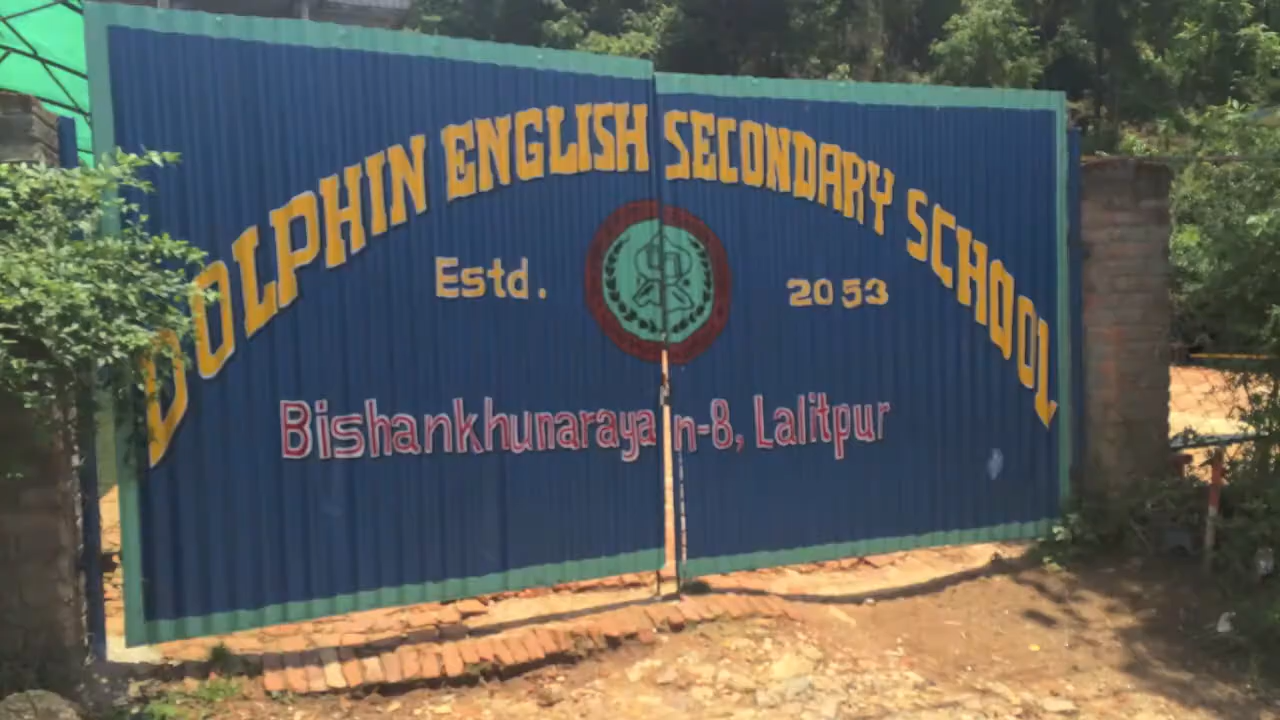 DOLPHIN ENGLISH SECONDARY SCHOOL
Estd. 2053
Bishankhunarayan-8, Lalitpur